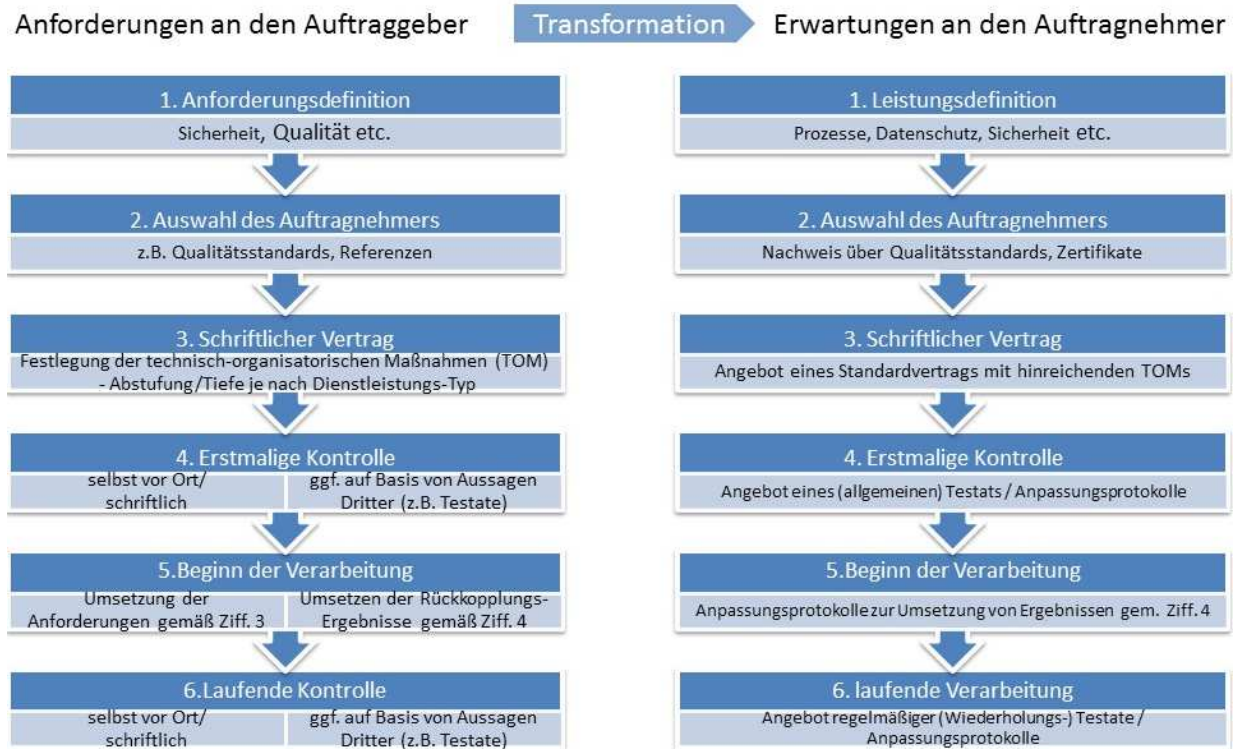 Anforderungen an den Auftraggeber
Transformation
Erwartungen an den Auftragnehmer
1. Anforderungsdefinition
Sicherheit, Qualität etc.
2. Auswahl des Auftragnehmers
z.B. Qualitätsstandards, Referenzen
3. Schriftlicher Vertrag
Festlegung der technisch-organisatorischen Maßnahmen (TOM)
- Abstufung/Tiefe je nach Dienstleistungs-Typ
4. Erstmalige Kontrolle
selbst vor Ort/
schriftlich
ggf. auf Basis von Aussagen
Dritter (z.B. Testate)
5.Beginn der Verarbeitung
Umsetzung der
Anforderungen gemäß Ziff. 3
Umsetzen der Rückkopplungs-
Ergebnisse gemäß Ziff. 4
6.Laufende Kontrolle
selbst vor Ort/
schriftlich
ggf. auf Basis von Aussagen
Dritter (z.B. Testate)
1. Leistungsdefinition
Prozesse, Datenschutz, Sicherheit etc.
2. Auswahl des Auftragnehmers
Nachweis über Qualitätsstandards, Zertifikate
3. Schriftlicher Vertrag
Angebot eines Standardvertrags mit hinreichenden TOMs
4. Erstmalige Kontrolle
Angebot eines (allgemeinen) Testats / Anpassungsprotokolle
5.Beginn der Verarbeitung
Anpassungsprotokolle zur Umsetzung von Ergebnissen gem. Ziff. 4
6. laufende Verarbeitung
Angebot regelmäßiger (Wiederholungs-) Testate /
Anpassungsprotokolle